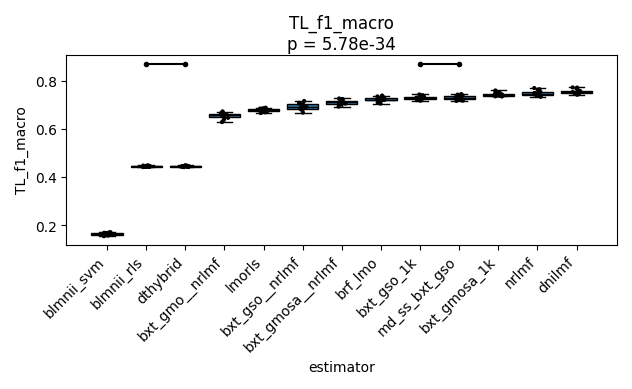 TL_f1_macro
p = 5.78e-34
TL_f1_macro
0.8
0.6
0.4
0.2
blmnii_svm
blmnii_rls
dthybrid
bxt_gmo__nrlmf
lmorls
bxt_gso__nrlmf
bxt_gmosa__nrlmf
brf_lmo
bxt_gso_1k
md_ss_bxt_gso
bxt_gmosa_1k
nrlmf
dnilmf
estimator